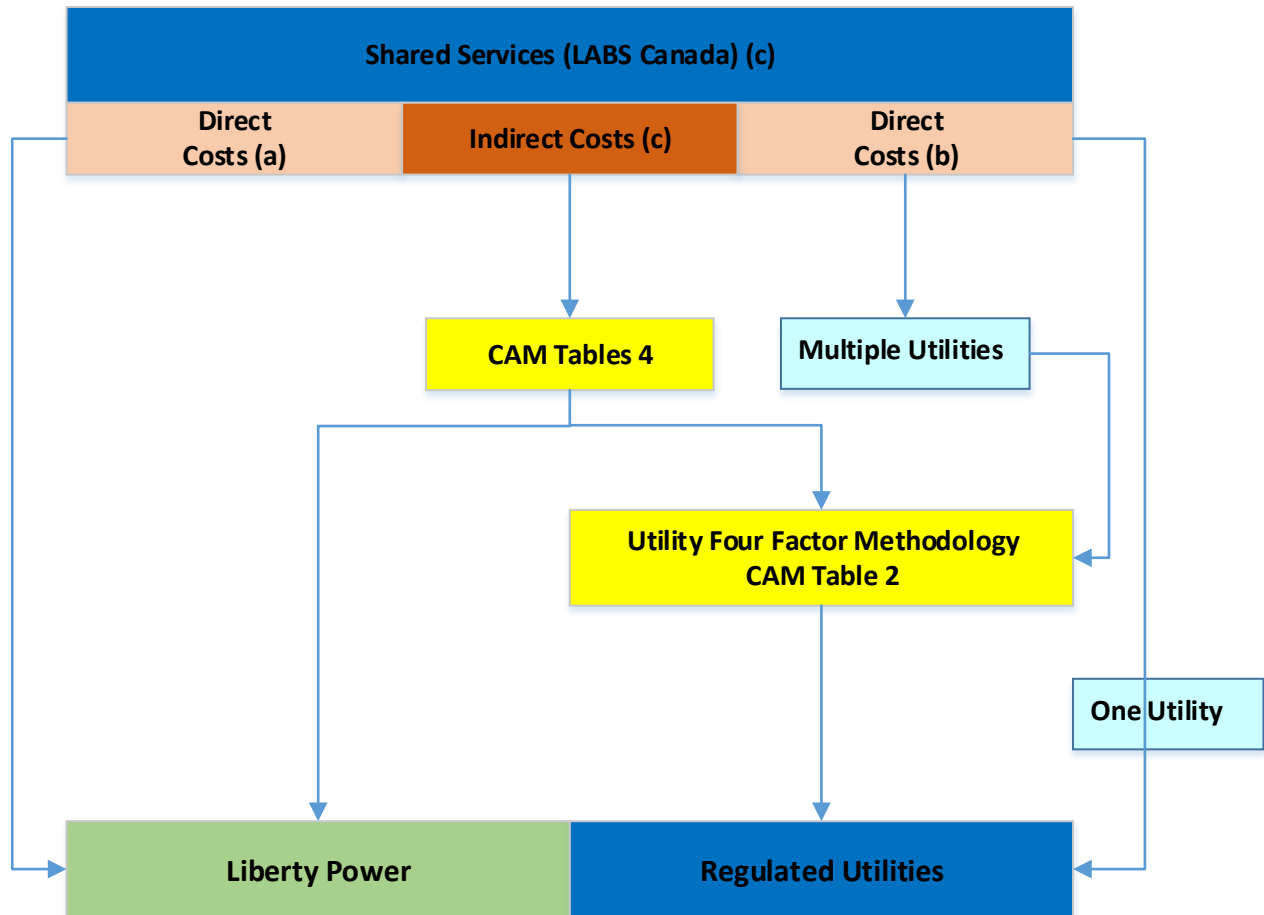 Shared Services (LABS Canada) (c)
Direct
Costs (a)
Indirect Costs (c)
Direct
Costs (b)
CAM Tables 4
Multiple Utilities
Utility Four Factor Methodology
CAM Table 2
One Utility
Liberty Power
Regulated Utilities